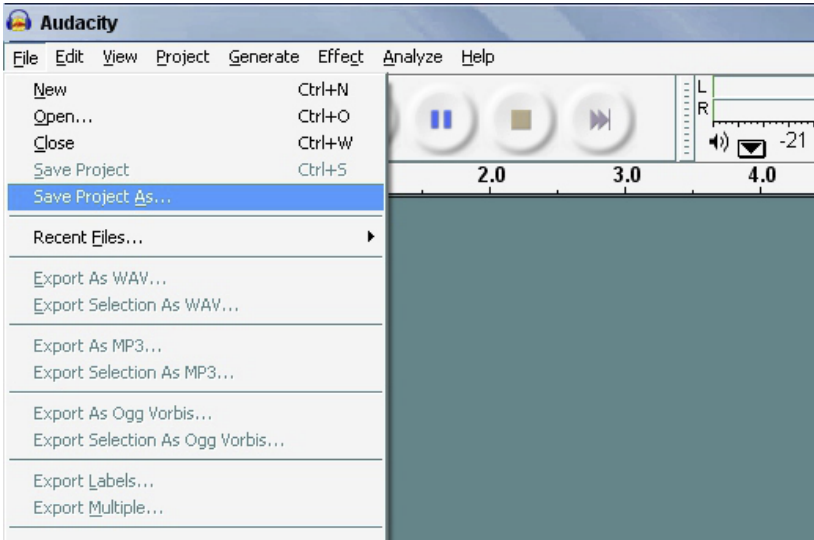 Audacity
File Edit View Project Generate Effect Analyze Help
New Ctrl+N
Open... Ctrl+O
Close Ctrl+W
Save Project Ctrl+S
Save Project As...
Recent Files...
Export As WAV...
Export Selection As WAV...
Export As MP3...
Export Selection As MP3...
Export As Ogg Vorbis...
Export Selection As Ogg Vorbis...
Export Labels...
Export Multiple...
L
R
-21
2.0 3.0 4.0